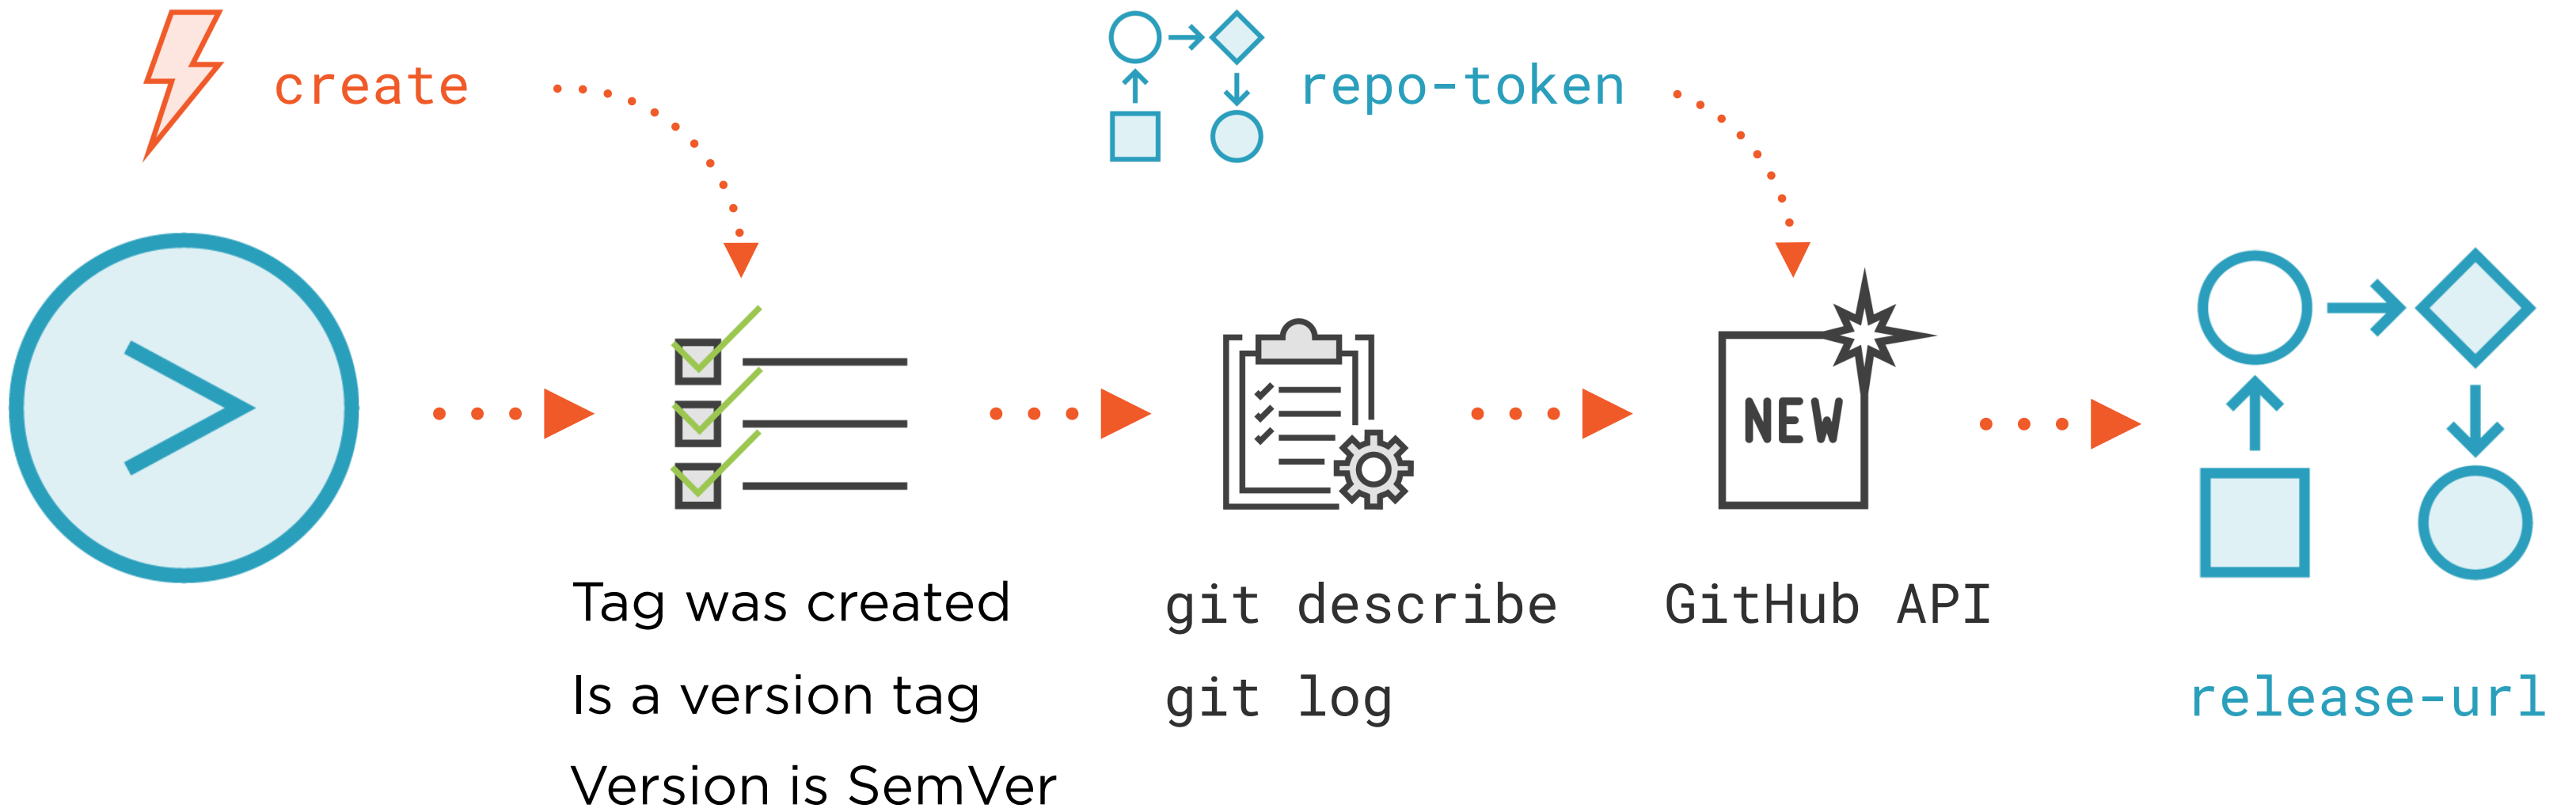 create
repo-token
NEW
Tag was created
Is a version tag
Version is SemVer
git describe
git log
GitHub API
release-url